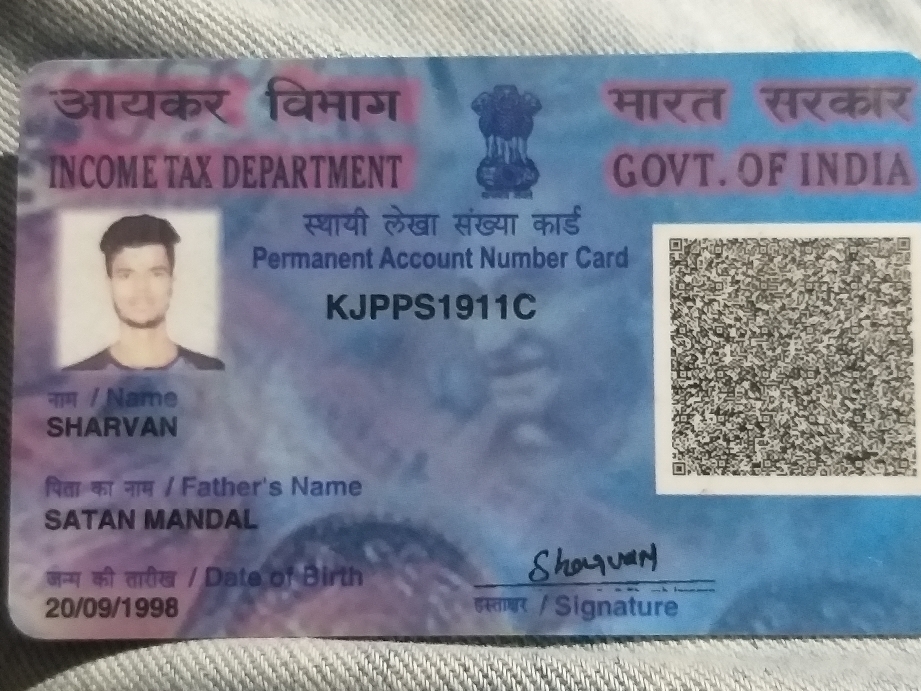 आयकर विभाग
INCOME TAX DEPARTMENT
भारत सरकार
GOVT. OF INDIA
स्थायी लेखा संख्या कार्ड
Permanent Account Number Card
KJPPS1911C
नाम / Name
SHARVAN
पिता का नाम / Father's Name
SATAN MANDAL
जन्म की तारीख / Date of Birth
20/09/1998
Sharvan
हस्ताक्षर / Signature